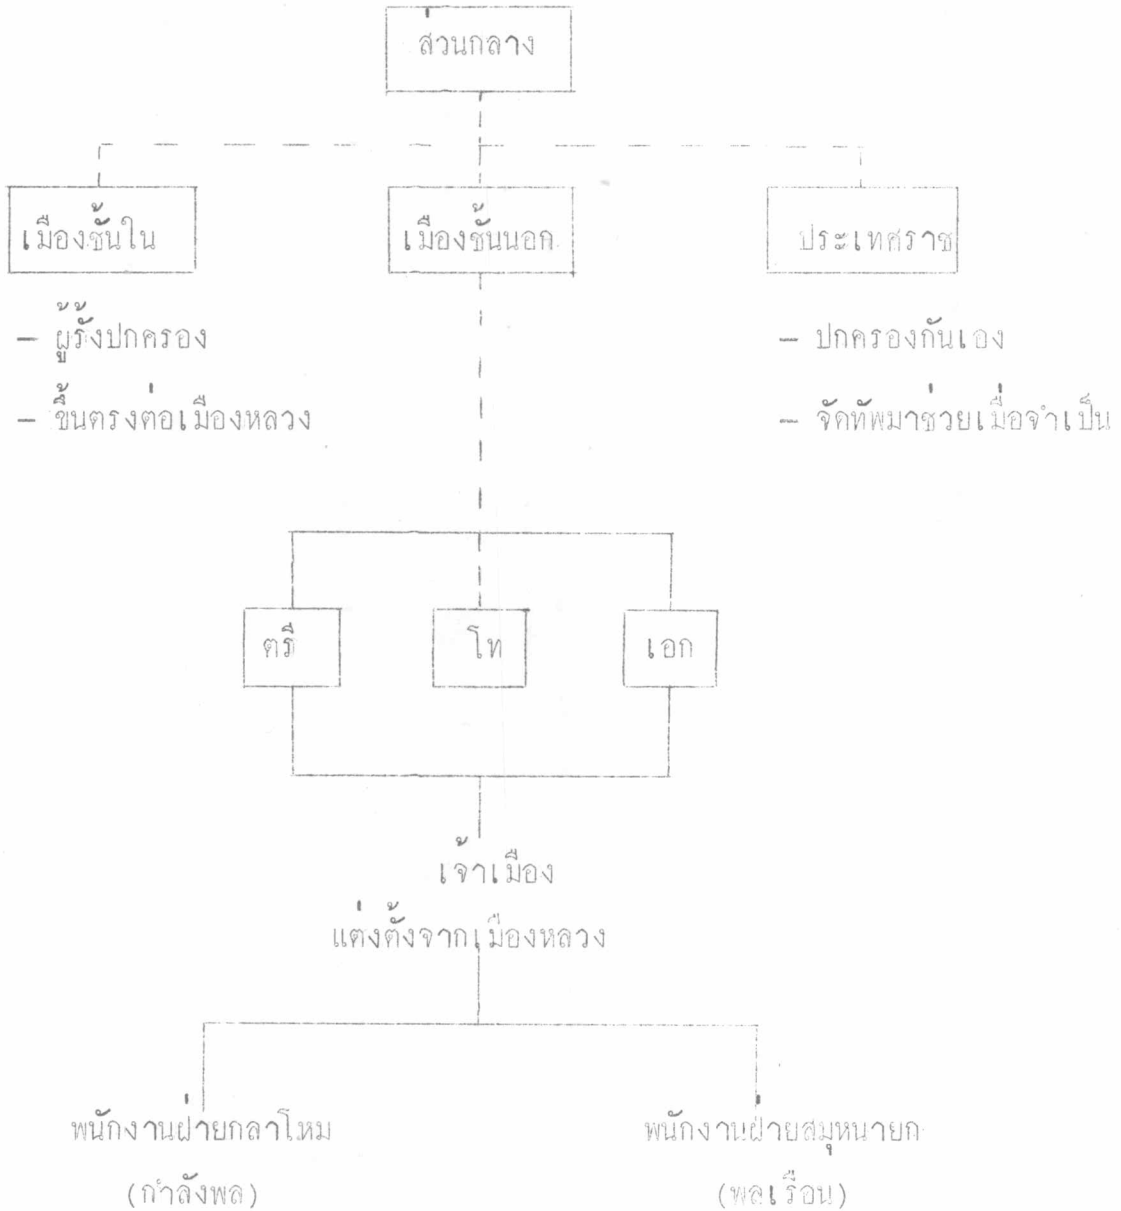 ส่วนกลาง
เมืองชั้นใน
เมืองชั้นนอก
ประเทศราช
– ผู้รั้งปกครอง
– ขึ้นตรงต่อเมืองหลวง
– ปกครองกันเอง
– จัดทัพมาช่วยเมื่อจำเป็น
ตรี
โท
เอก
เจ้าเมือง
แต่งตั้งจากเมืองหลวง
พนักงานฝ่ายกลาโหม
(กำลังพล)
พนักงานฝ่ายสมุหนายก
(พลเรือน)